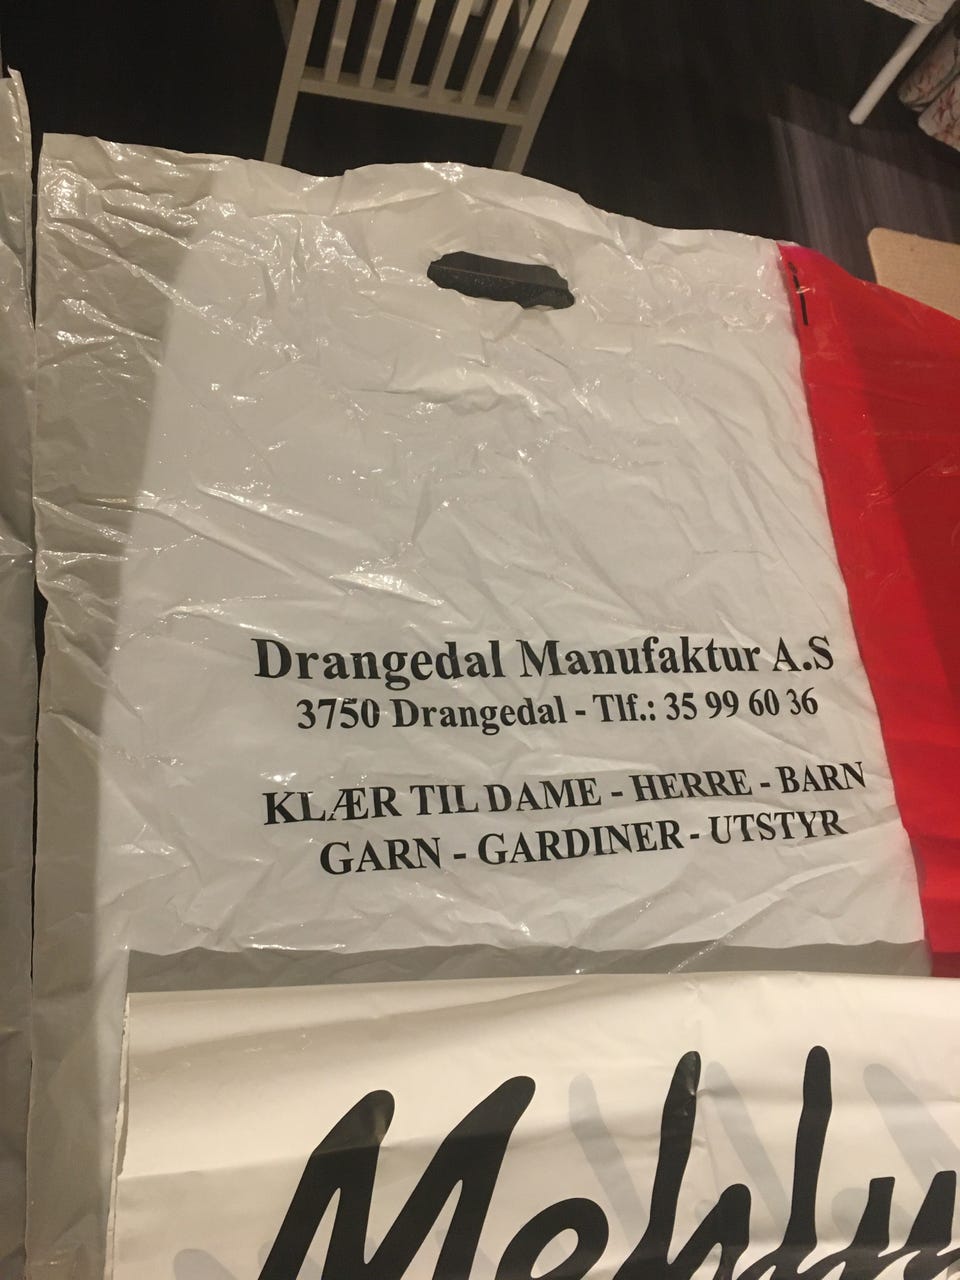 Drangedal Manufaktur A.S
3750 Drangedal - Tlf.: 35 99 60 36
KLÆR TIL DAME - HERRE - BARN
GARN - GARDINER - UTSTYR